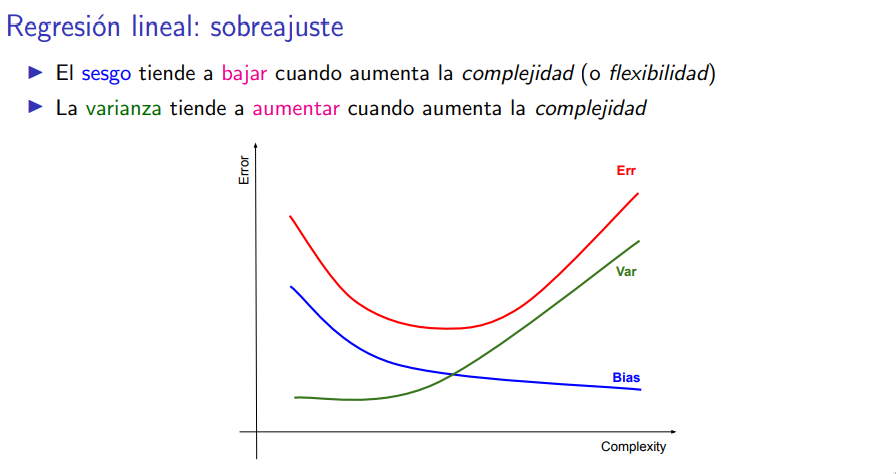 Regresión lineal: sobreajuste
El sesgo tiende a bajar cuando aumenta la complejidad (o flexibilidad)
La varianza tiende a aumentar cuando aumenta la complejidad
Error
Err
Var
Bias
Complexity